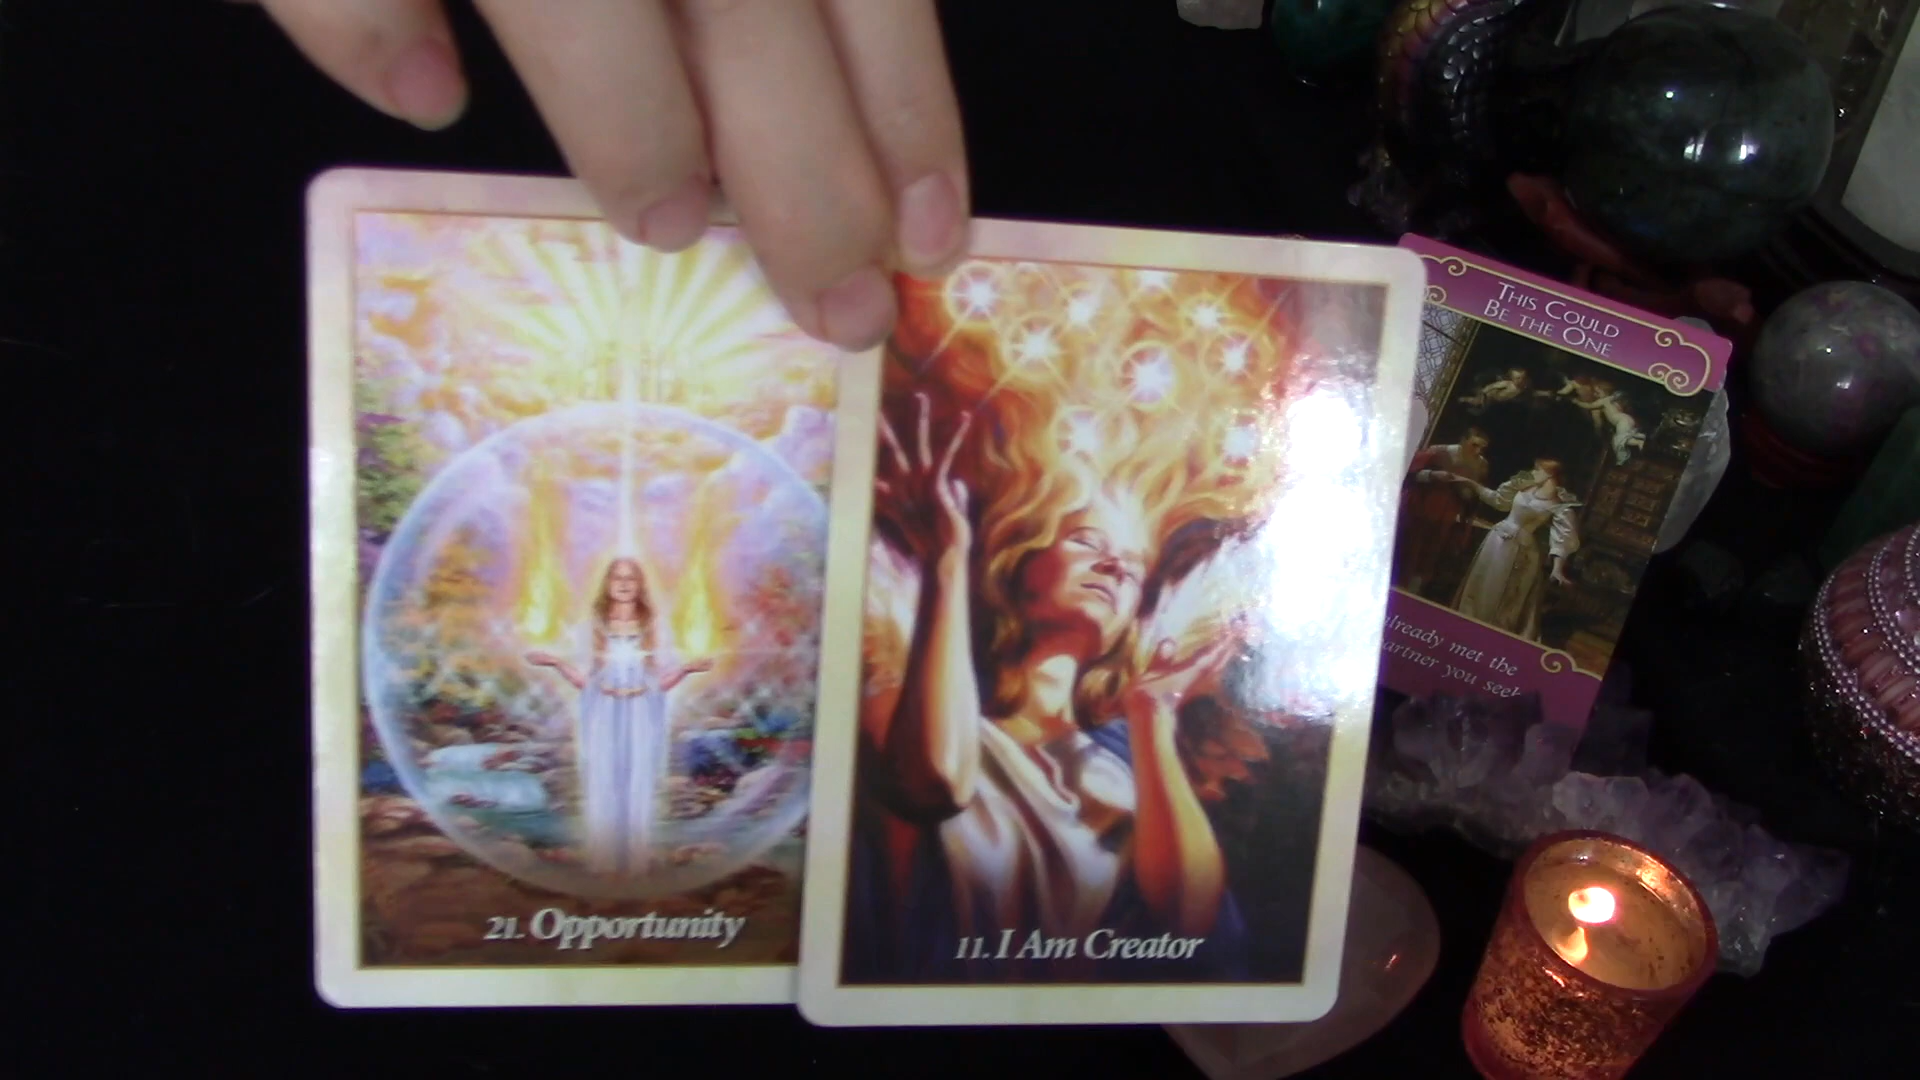 21. Opportunity
11. I Am Creator
THIS COULD
BE THE ONE
already met the
partner you seek